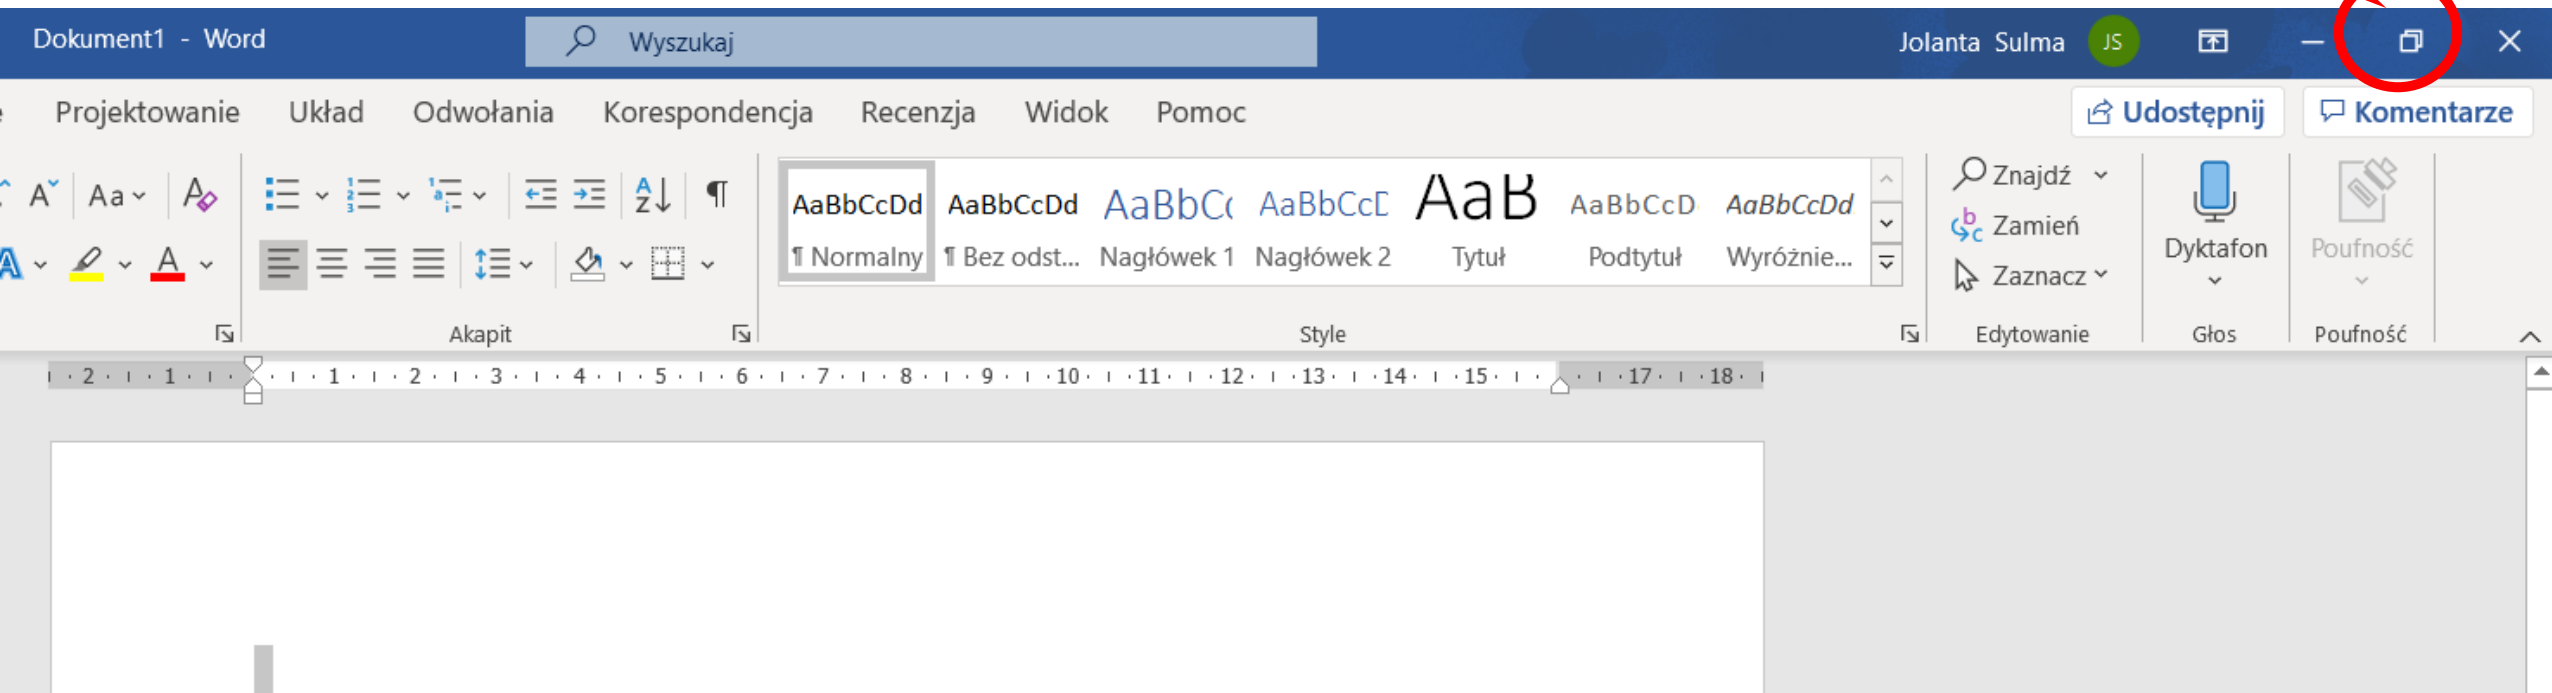 Dokument1 - Word
Wyszukaj
Jolanta Sulma JS
Projektowanie Układ Odwołania Korespondencja Recenzja Widok Pomoc
Udostępnij Komentarze
Aa
AaBbCcDd AaBbCcDd AaBbCc AaBbCcD AaB AaBbCcD AaBbCcDd
¶ Normalny ¶ Bez odst... Nagłówek 1 Nagłówek 2 Tytuł Podtytuł Wyróżnie...
Znajdź
Zamień
Zaznacz
Dyktafon
Poufność
Akapit Style Edytowanie Głos Poufność
2 1 1 2 3 4 5 6 7 8 9 10 11 12 13 14 15 17 18